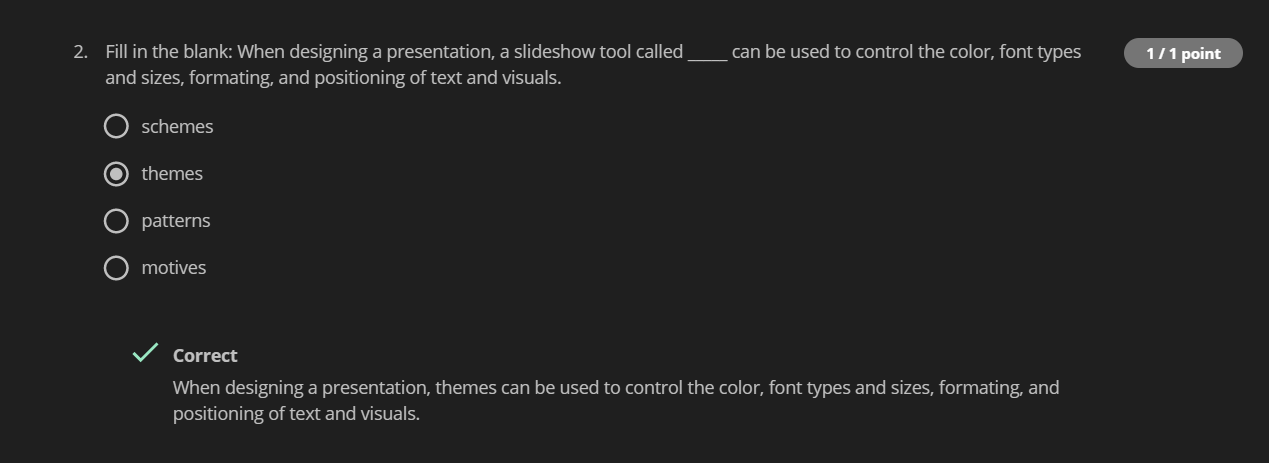 2. Fill in the blank: When designing a presentation, a slideshow tool called _____ can be used to control the color, font types 1 / 1 point
and sizes, formating, and positioning of text and visuals.
schemes
themes
patterns
motives
Correct
When designing a presentation, themes can be used to control the color, font types and sizes, formating, and
positioning of text and visuals.